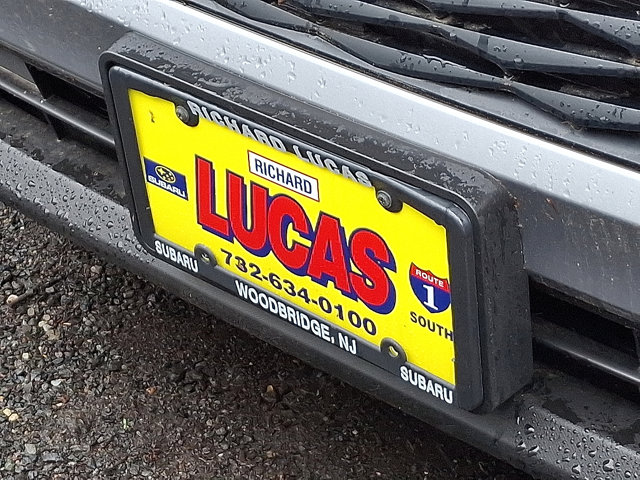 RICHARD LUCAS
RICHARD
SUBARU
LUCAS
732-634-0100
ROUTE
1
SOUTH
SUBARU
WOODBRIDGE, NJ
SUBARU